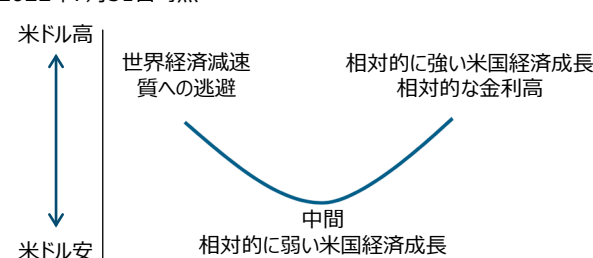 米ドル高
世界経済減速
質への逃避
相対的に強い米国経済成長
相対的な金利高
中間
相対的に弱い米国経済成長
米ドル安